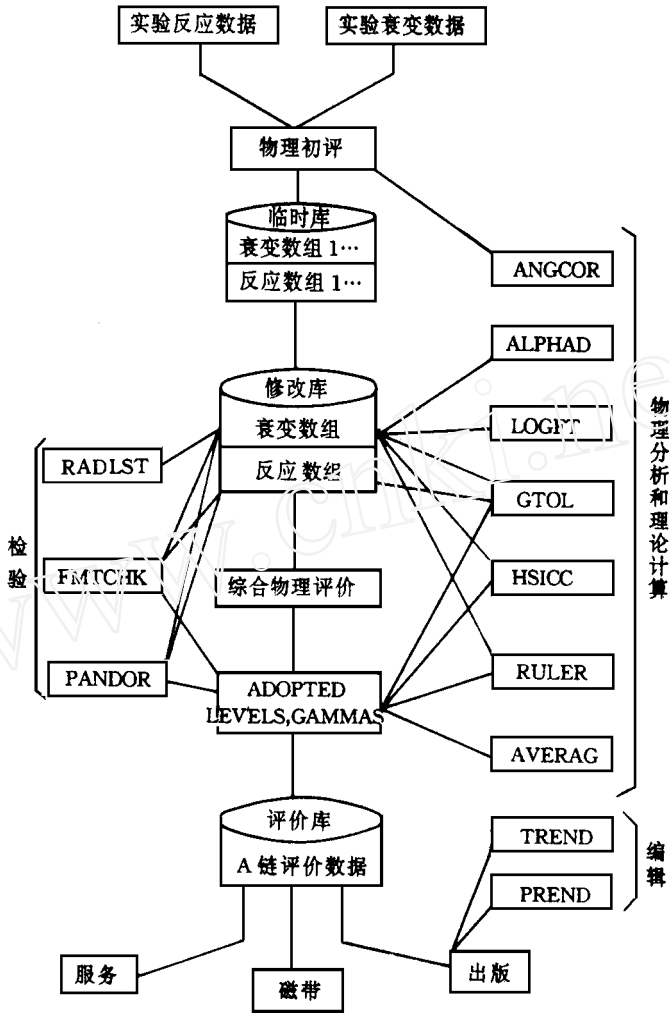 实验反应数据
实验衰变数据
物理初评
临时库
衰变数组1…
反应数组1…
ANGCOR
ALPHAD
修改库
衰变数组
反应数组
LOGFT
RADLST
GTOL
物理分析和理论计算
检验
FMTCHK
综合物理评价
HSICC
PANDOR
ADOPTED
LEVELS,GAMMAS
RULER
AVERAG
评价库
A链评价数据
TREND
PREND
编辑
服务
磁带
出版
www.cnki.ne